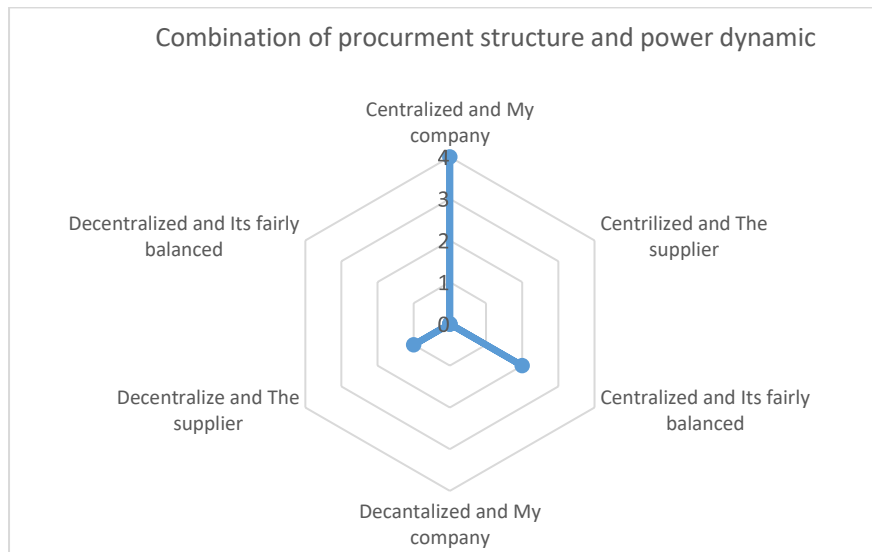 Combination of procurment structure and power dynamic
Centralized and My
company
4
3
2
1
0
Centrilized and The
supplier
Centralized and Its fairly
balanced
Decantalized and My
company
Decentralize and The
supplier
Decentralized and Its fairly
balanced